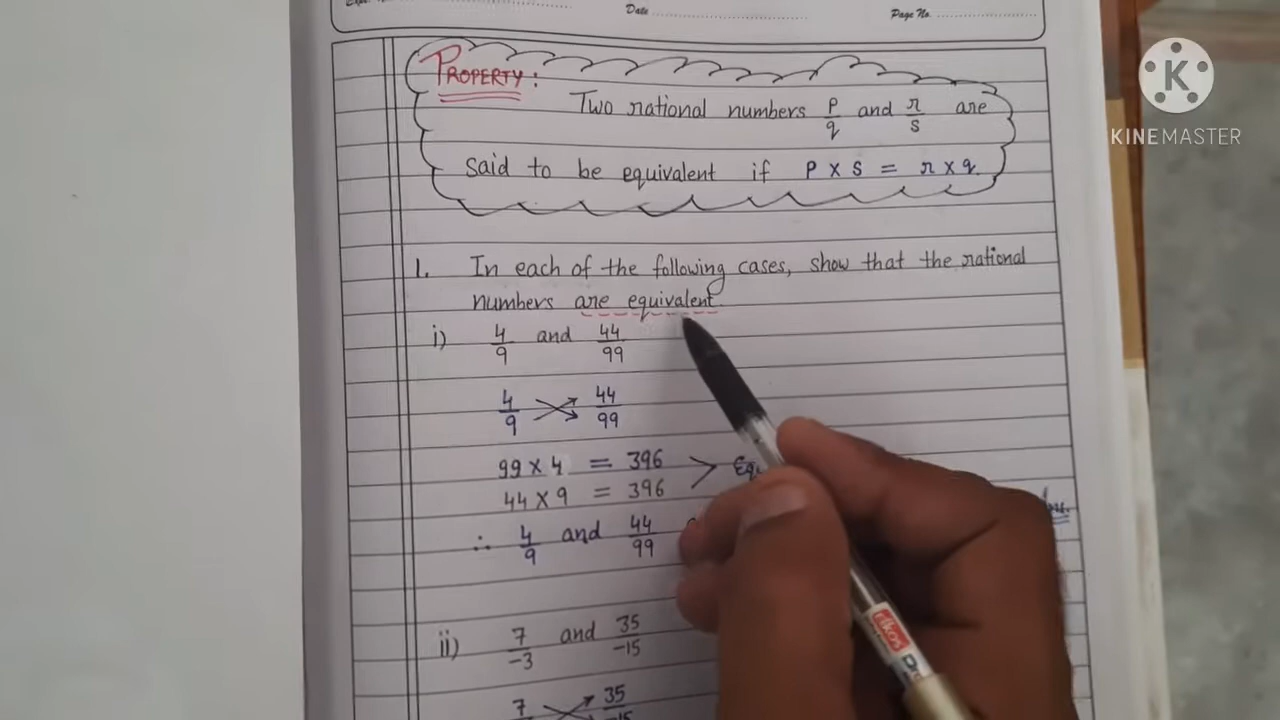 Date
Page No.
KINEMASTER
PROPERTY:
Two rational numbers p/q and r/s are
said to be equivalent if p × s = r × q.
1. In each of the following cases, show that the rational
numbers are equivalent.
i) 4/9 and 44/99
4/9 44/99
99 × 4 = 396
44 × 9 = 396
∴ 4/9 and 44/99
ii) 7/-3 and 35/-15
7 35